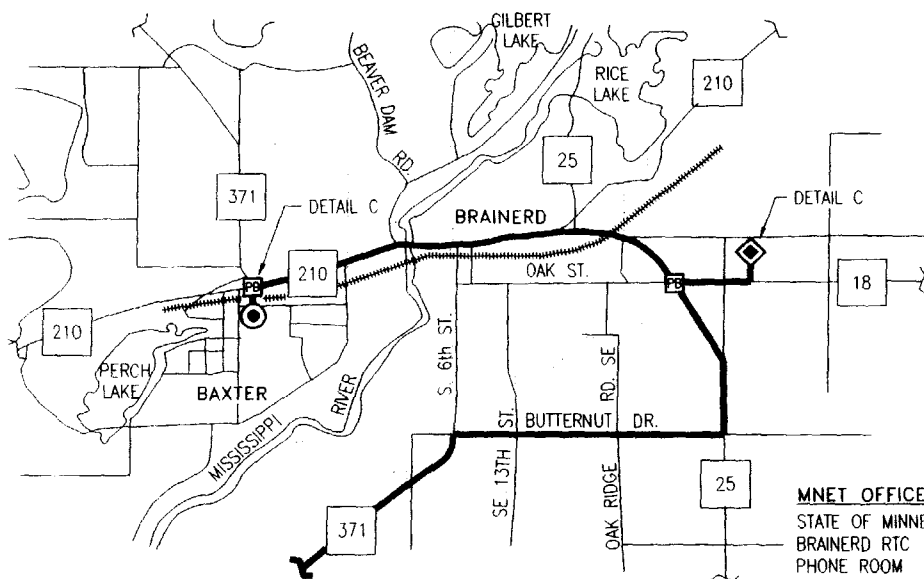 GILBERT
LAKE
BEAVER DAM
RD.
RICE
LAKE
210
25
371
DETAIL C
BRAINERD
DETAIL C
210
OAK ST.
PB
PB
18
210
PERCH
LAKE
BAXTER
MISSISSIPPI
RIVER
S. 6th ST.
SE 13TH ST.
OAK RIDGE RD. SE
BUTTERNUT DR.
371
25
MNET OFFICE
STATE OF MINNE
BRAINERD RTC
PHONE ROOM